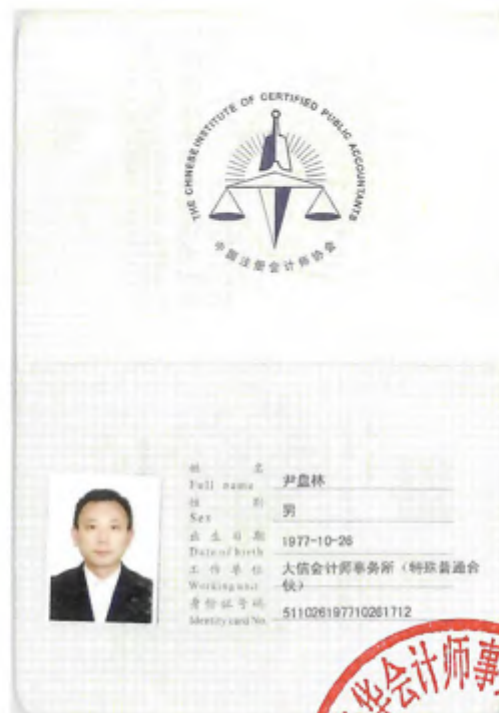 THE CHINESE INSTITUTE OF CERTIFIED PUBLIC ACCOUNTANTS
中国注册会计师协会
姓 名
Full name
尹盘林
性 别
Sex
男
出生日期
Date of birth
1977-10-26
工作单位
Working unit
大信会计师事务所（特殊普通合
伙）
身份证号码
Identity card No.
511026197710261712
华会计师事